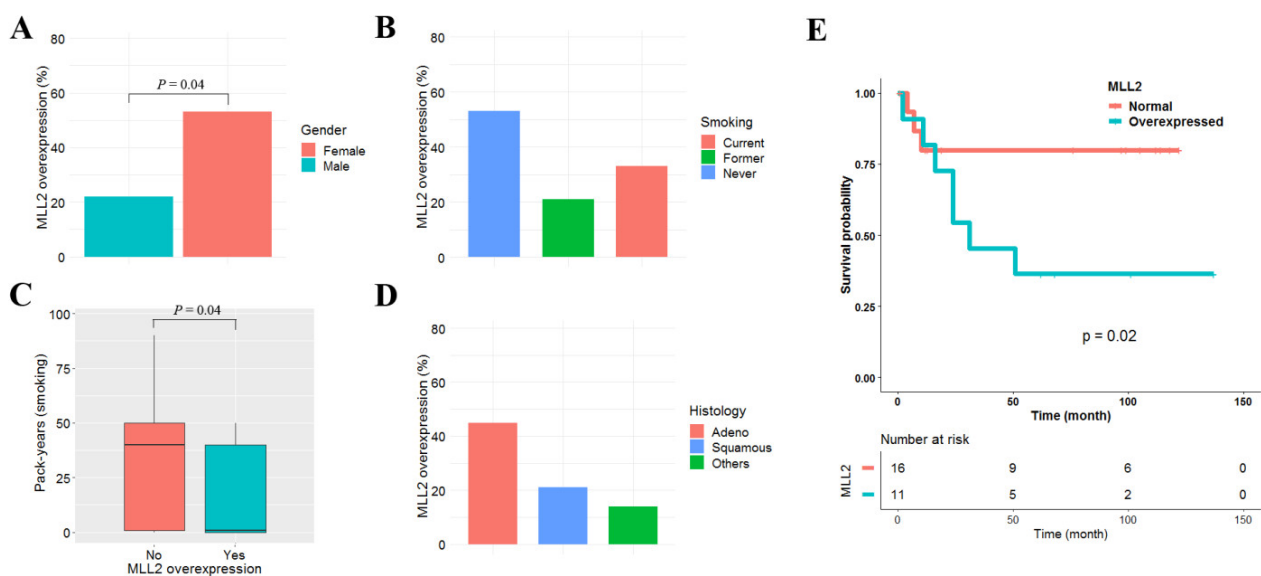 A
MLL2 overexpression (%)
80
60
40
20
0
P = 0.04
Gender
Female
Male
B
MLL2 overexpression (%)
80
60
40
20
0
Smoking
Current
Former
Never
C
Pack-years (smoking)
100
75
50
25
0
P = 0.04
No Yes
MLL2 overexpression
D
MLL2 overexpression (%)
80
60
40
20
0
Histology
Adeno
Squamous
Others
E
Survival probability
1.00
0.75
0.50
0.25
0.00
MLL2
Normal
Overexpressed
p = 0.02
0 50 100 150
Time (month)
Number at risk
MLL2
16 9 6 0
11 5 2 0
0 50 100 150
Time (month)